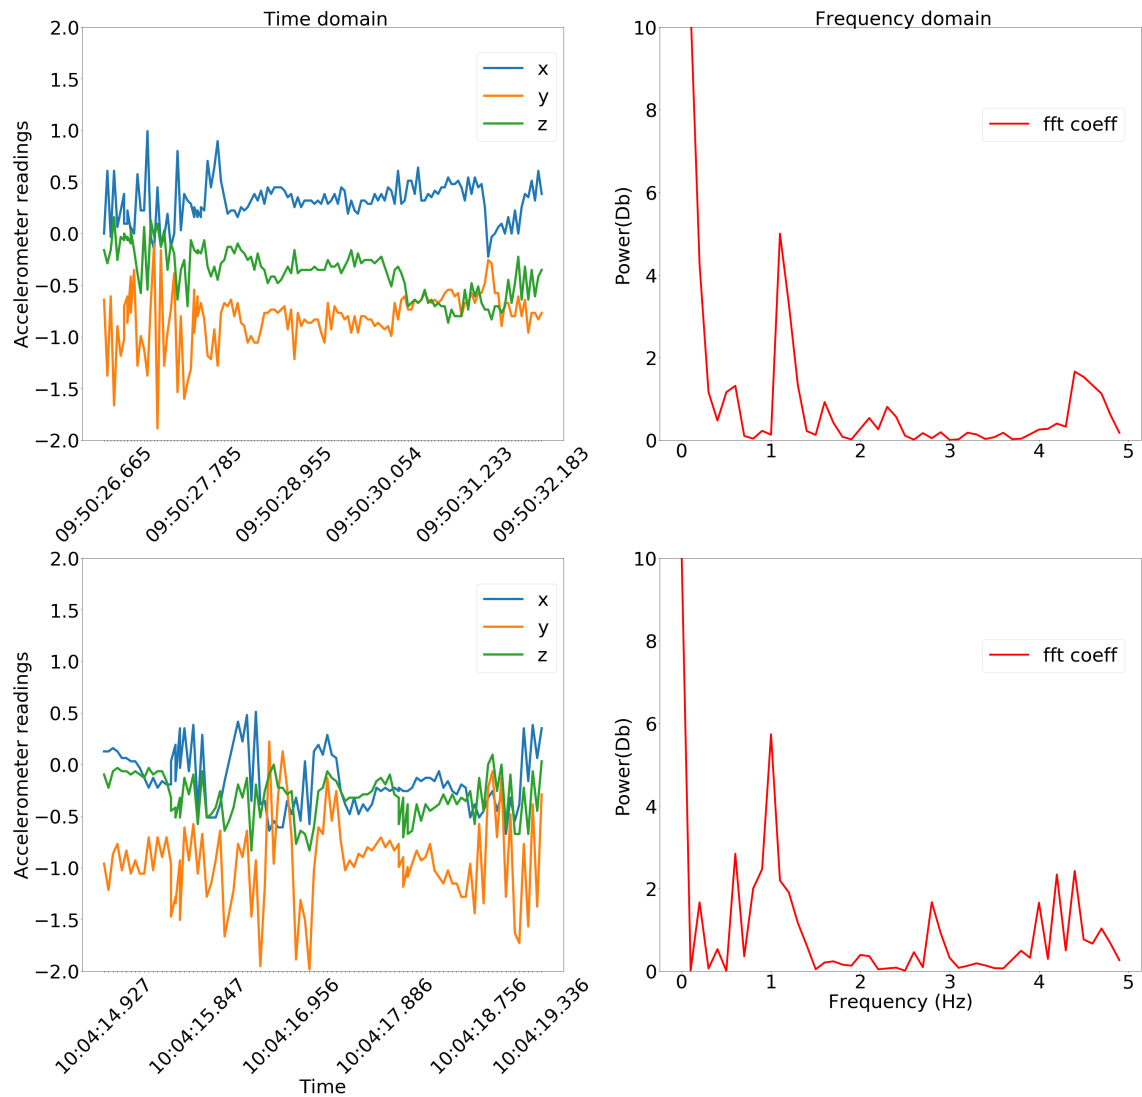 Time domain
2.0
1.5
1.0
0.5
0.0
−0.5
−1.0
−1.5
−2.0
Accelerometer readings
x
y
z
09:50:26.665
09:50:27.785
09:50:28.955
09:50:30.054
09:50:31.233
09:50:32.183
Frequency domain
10
8
6
4
2
0
Power(Db)
fft coeff
0 1 2 3 4 5
2.0
1.5
1.0
0.5
0.0
−0.5
−1.0
−1.5
−2.0
Accelerometer readings
x
y
z
10:04:14.927
10:04:15.847
10:04:16.956
10:04:17.886
10:04:18.756
10:04:19.336
Time
10
8
6
4
2
0
Power(Db)
fft coeff
0 1 2 3 4 5
Frequency (Hz)